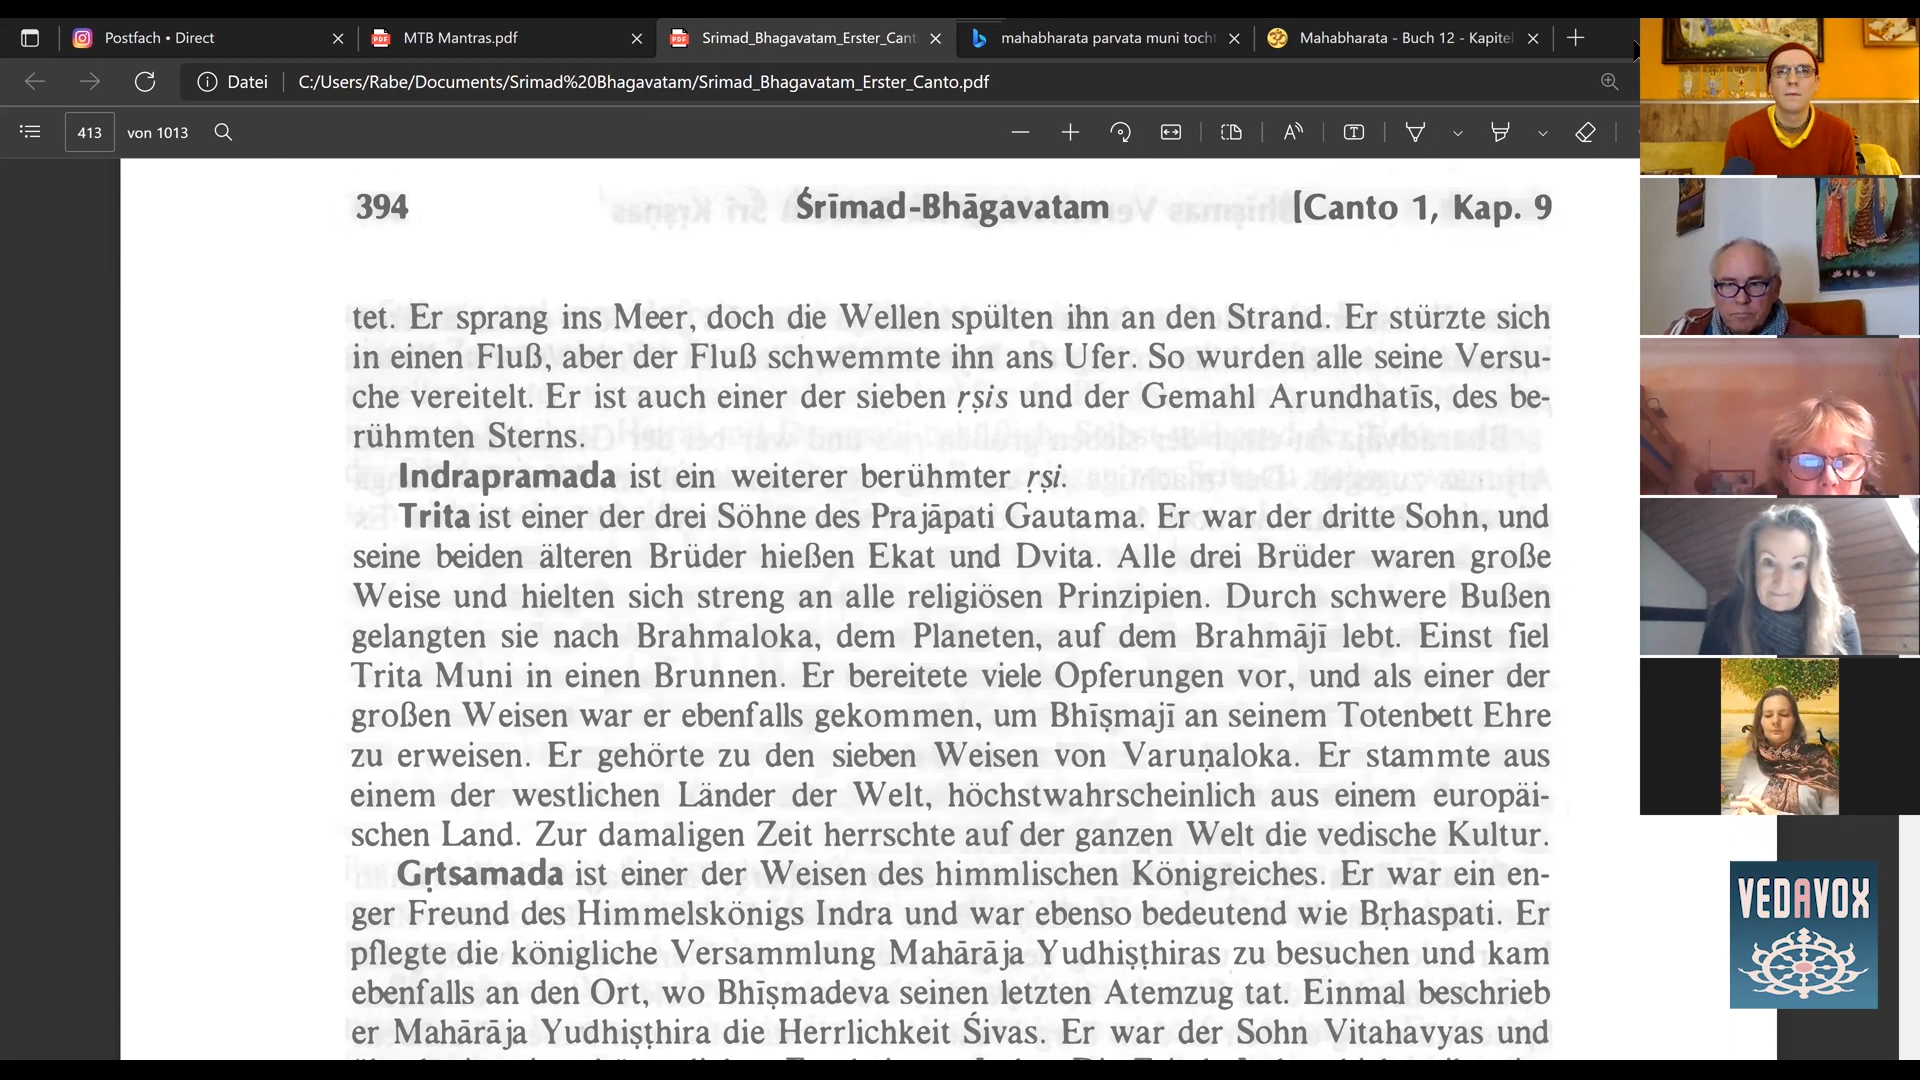 Postfach • Direct
MTB Mantras.pdf
Srimad_Bhagavatam_Erster_Cant
mahabharata parvata muni tocht
Mahabharata - Buch 12 - Kapitel
Datei
C:/Users/Rabe/Documents/Srimad%20Bhagavatam/Srimad_Bhagavatam_Erster_Canto.pdf
413 von 1013
394 Śrīmad-Bhāgavatam [Canto 1, Kap. 9
tet. Er sprang ins Meer, doch die Wellen spülten ihn an den Strand. Er stürzte sich
in einen Fluß, aber der Fluß schwemmte ihn ans Ufer. So wurden alle seine Versu-
che vereitelt. Er ist auch einer der sieben ṛṣis und der Gemahl Arundhatīs, des be-
rühmten Sterns.
Indrapramada ist ein weiterer berühmter ṛṣi.
Trita ist einer der drei Söhne des Prajāpati Gautama. Er war der dritte Sohn, und
seine beiden älteren Brüder hießen Ekat und Dvita. Alle drei Brüder waren große
Weise und hielten sich streng an alle religiösen Prinzipien. Durch schwere Bußen
gelangten sie nach Brahmaloka, dem Planeten, auf dem Brahmājī lebt. Einst fiel
Trita Muni in einen Brunnen. Er bereitete viele Opferungen vor, und als einer der
großen Weisen war er ebenfalls gekommen, um Bhīṣmajī an seinem Totenbett Ehre
zu erweisen. Er gehörte zu den sieben Weisen von Varuṇaloka. Er stammte aus
einem der westlichen Länder der Welt, höchstwahrscheinlich aus einem europäi-
schen Land. Zur damaligen Zeit herrschte auf der ganzen Welt die vedische Kultur.
Gṛtsamada ist einer der Weisen des himmlischen Königreiches. Er war ein en-
ger Freund des Himmelskönigs Indra und war ebenso bedeutend wie Bṛhaspati. Er
pflegte die königliche Versammlung Mahārāja Yudhiṣṭhiras zu besuchen und kam
ebenfalls an den Ort, wo Bhīṣmadeva seinen letzten Atemzug tat. Einmal beschrieb
er Mahārāja Yudhiṣṭhira die Herrlichkeit Śivas. Er war der Sohn Vitahavyas und
VEDAVOX